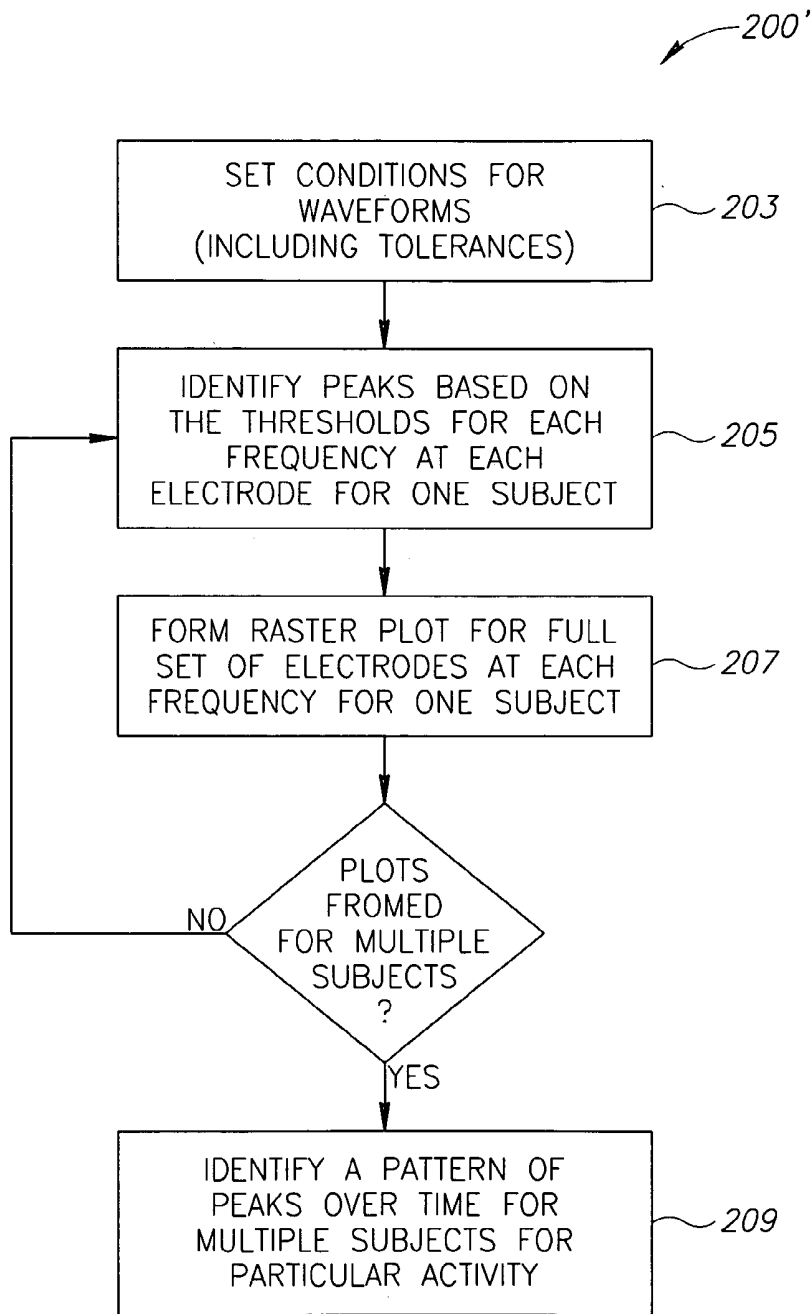 200'
SET CONDITIONS FOR
WAVEFORMS
(INCLUDING TOLERANCES)
203
IDENTIFY PEAKS BASED ON
THE THRESHOLDS FOR EACH
FREQUENCY AT EACH
ELECTRODE FOR ONE SUBJECT
205
FORM RASTER PLOT FOR FULL
SET OF ELECTRODES AT EACH
FREQUENCY FOR ONE SUBJECT
207
PLOTS
FROMED
FOR MULTIPLE
SUBJECTS
?
NO
YES
IDENTIFY A PATTERN OF
PEAKS OVER TIME FOR
MULTIPLE SUBJECTS FOR
PARTICULAR ACTIVITY
209